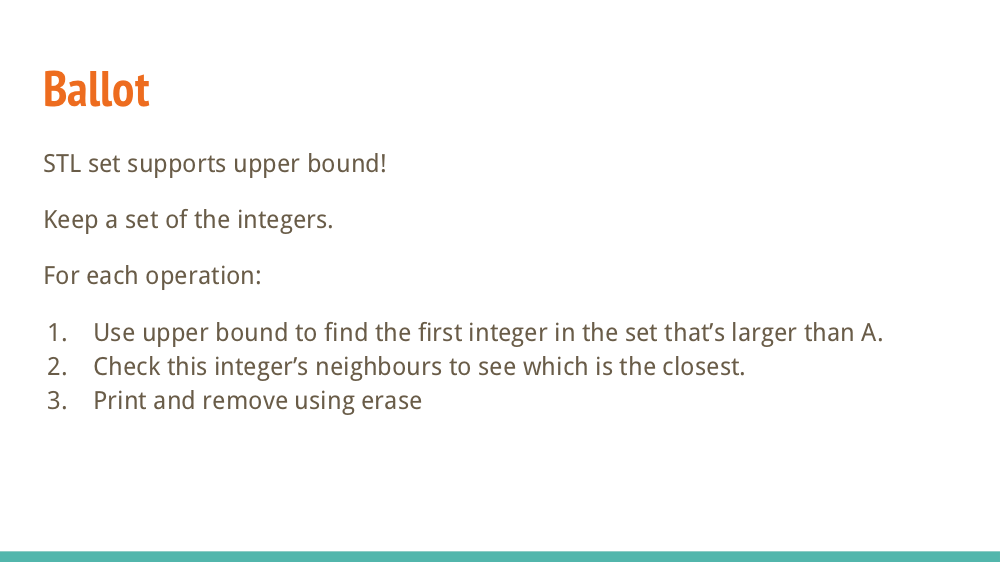 Ballot
STL set supports upper bound!
Keep a set of the integers.
For each operation:
1. Use upper bound to find the first integer in the set that’s larger than A.
2. Check this integer’s neighbours to see which is the closest.
3. Print and remove using erase